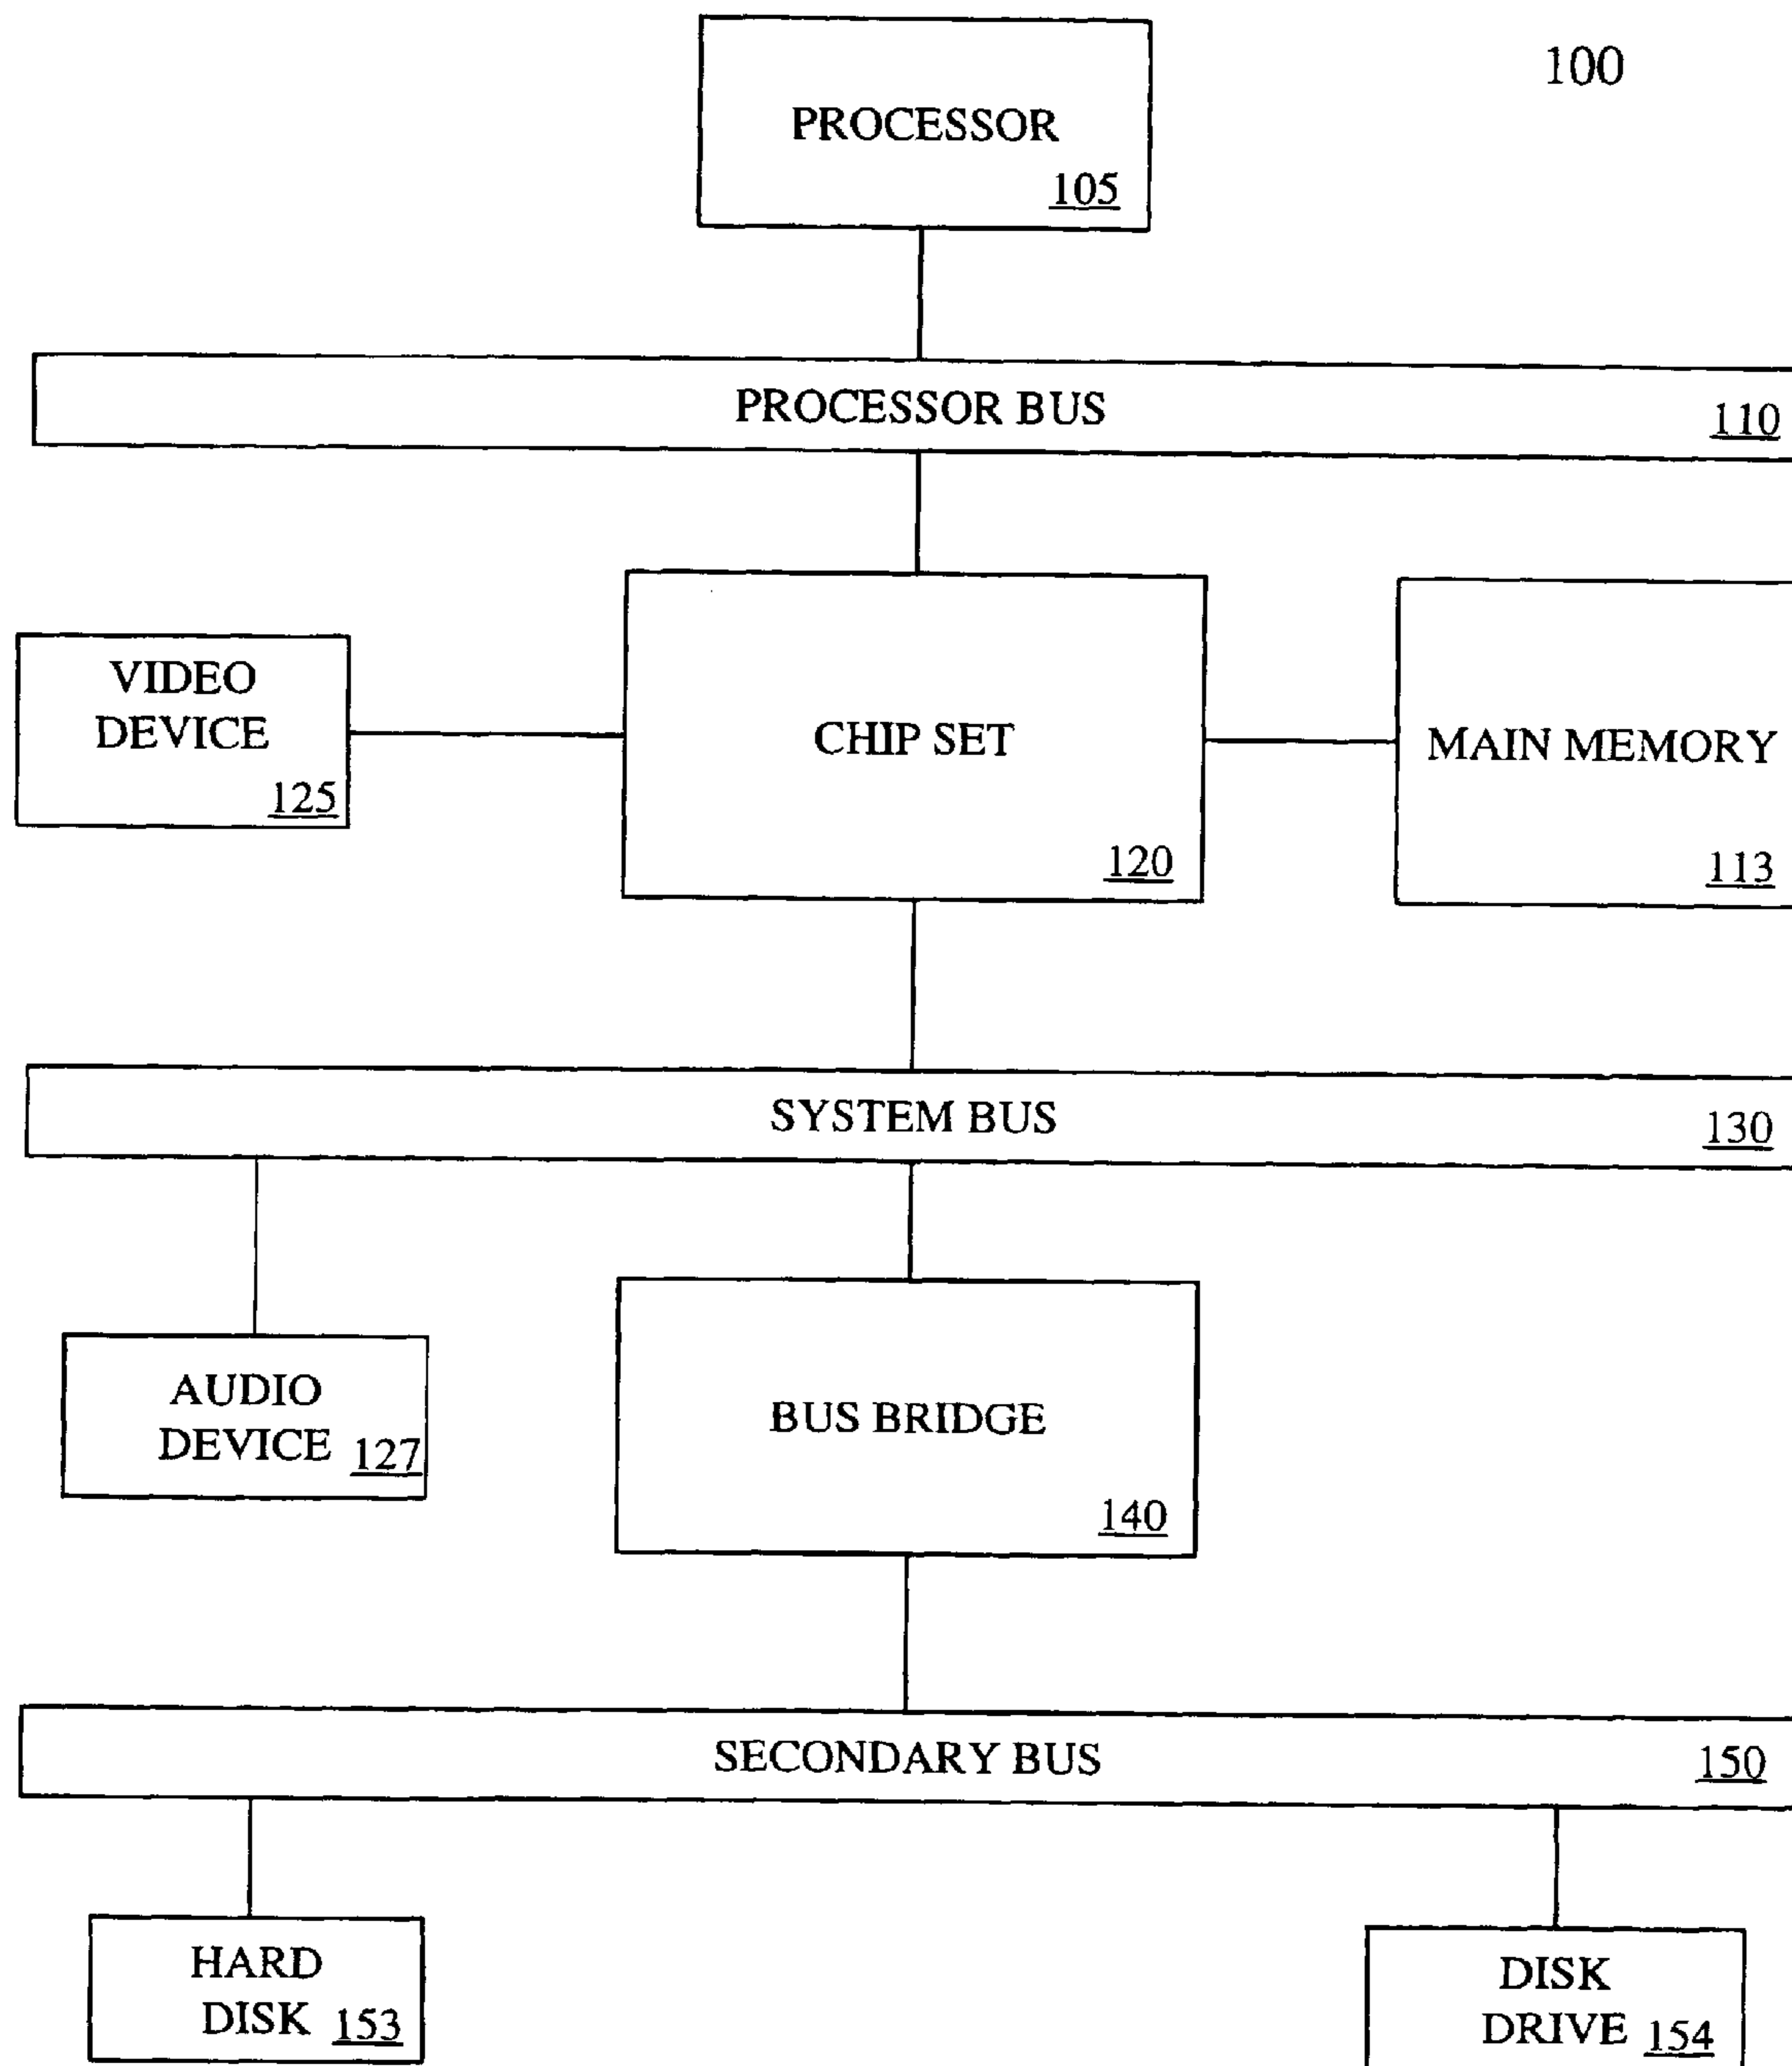 100
PROCESSOR
105
PROCESSOR BUS 110
VIDEO
DEVICE
125
CHIP SET
120
MAIN MEMORY
113
SYSTEM BUS 130
AUDIO
DEVICE 127
BUS BRIDGE
140
SECONDARY BUS 150
HARD
DISK 153
DISK
DRIVE 154